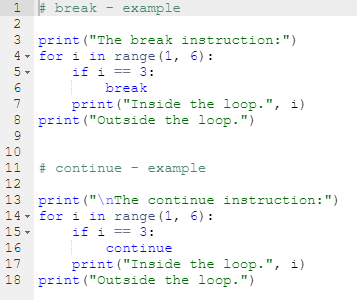 1 # break - example
2
3 print("The break instruction:")
4 for i in range(1, 6):
5     if i == 3:
6         break
7     print("Inside the loop.", i)
8 print("Outside the loop.")
9
10
11 # continue - example
12
13 print("\nThe continue instruction:")
14 for i in range(1, 6):
15     if i == 3:
16         continue
17     print("Inside the loop.", i)
18 print("Outside the loop.")